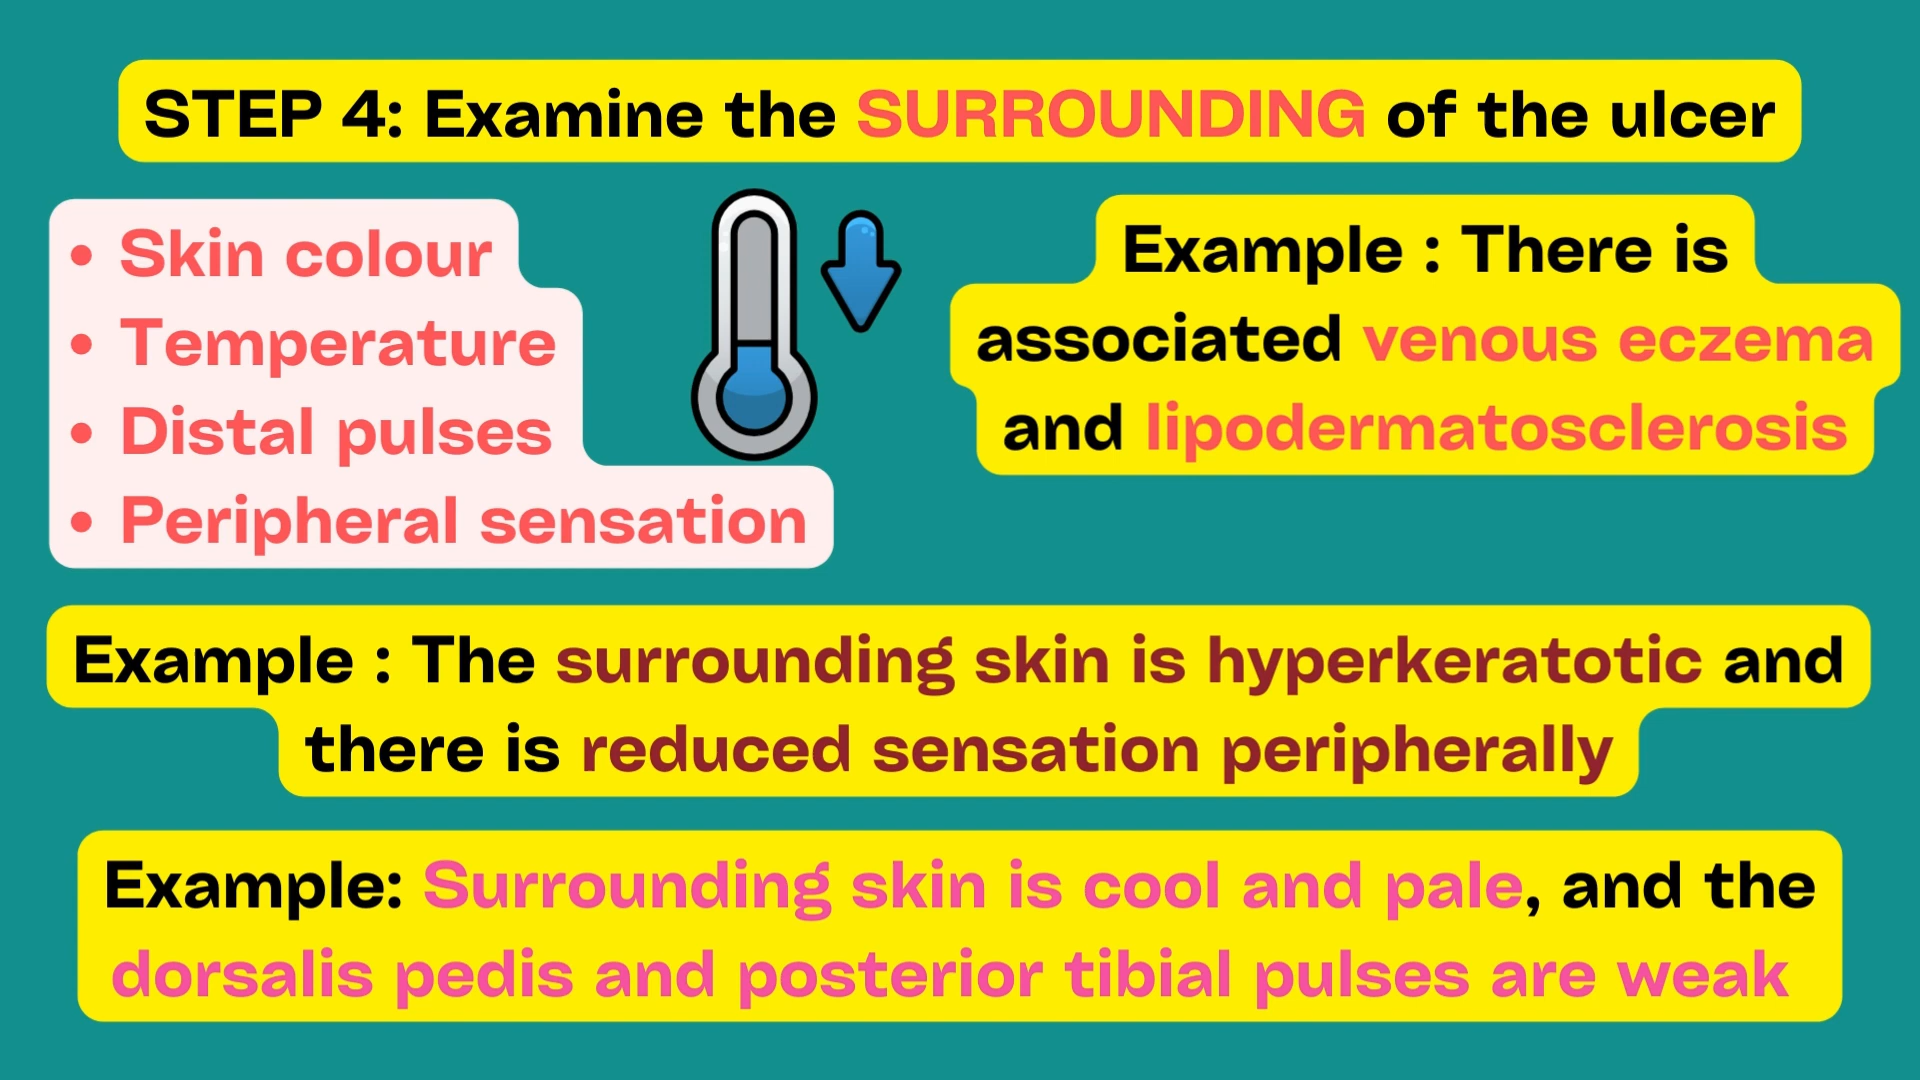 STEP 4: Examine the SURROUNDING of the ulcer
• Skin colour
• Temperature
• Distal pulses
• Peripheral sensation
Example : There is
associated venous eczema
and lipodermatosclerosis
Example : The surrounding skin is hyperkeratotic and
there is reduced sensation peripherally
Example: Surrounding skin is cool and pale, and the
dorsalis pedis and posterior tibial pulses are weak